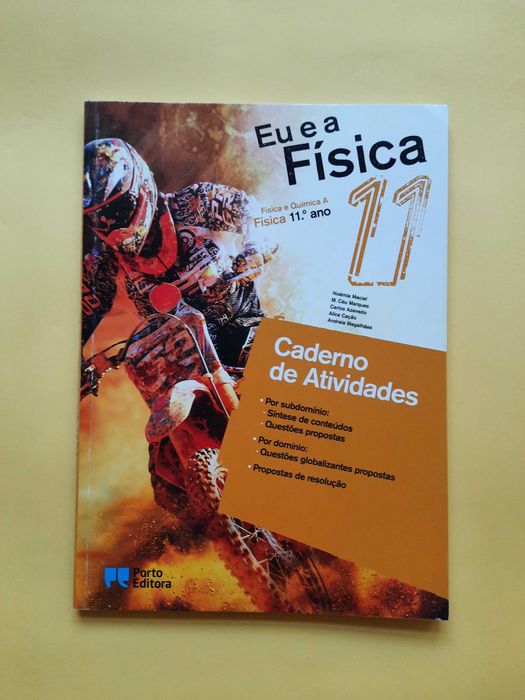 Eu e a
Física
11
Física e Química A
Física 11.º ano
Noémia Maciel
M. Céu Marques
Carlos Azevedo
Alice Cação
Andreia Magalhães
Caderno
de Atividades
• Por subdomínio:
· Síntese de conteúdos
· Questões propostas
• Por domínio:
· Questões globalizantes propostas
• Propostas de resolução
Porto
Editora